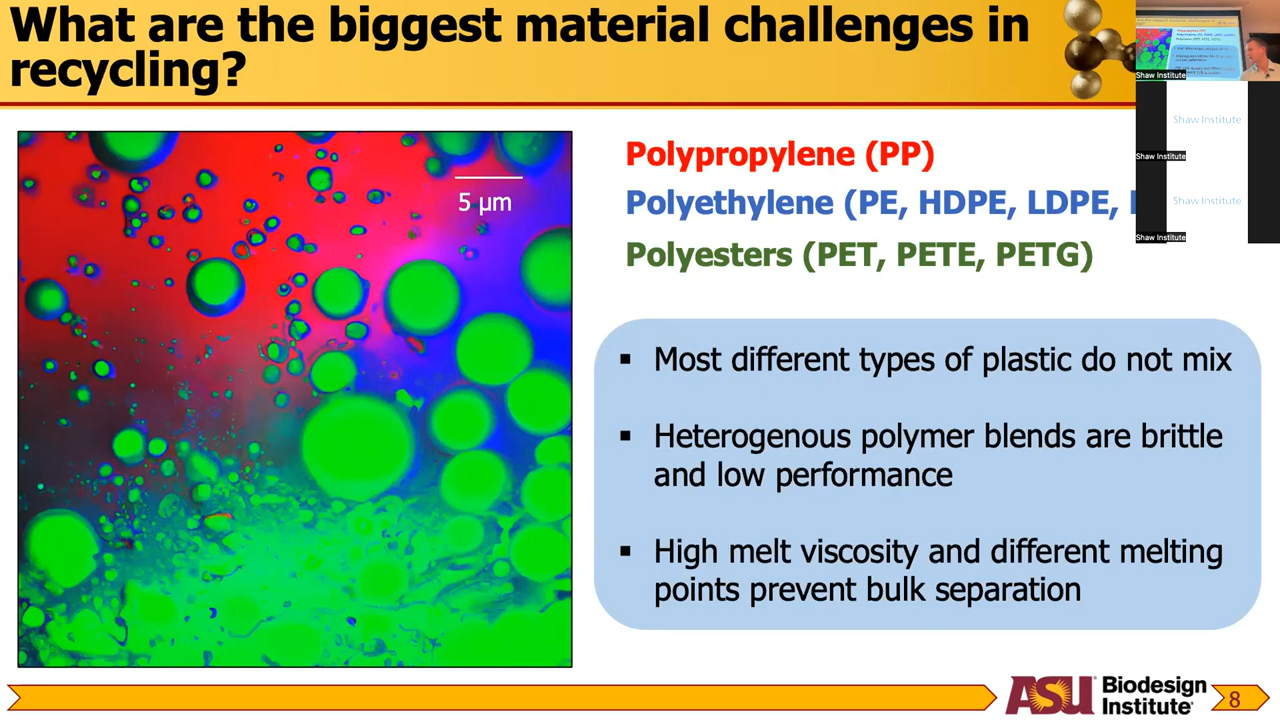 What are the biggest material challenges in
recycling?
Shaw Institute
Shaw Institute
Shaw Institute
Shaw Institute
Shaw Institute
5 µm
Polypropylene (PP)
Polyethylene (PE, HDPE, LDPE,
Polyesters (PET, PETE, PETG)
▪ Most different types of plastic do not mix
▪ Heterogenous polymer blends are brittle
and low performance
▪ High melt viscosity and different melting
points prevent bulk separation
ASU Biodesign
Institute
8